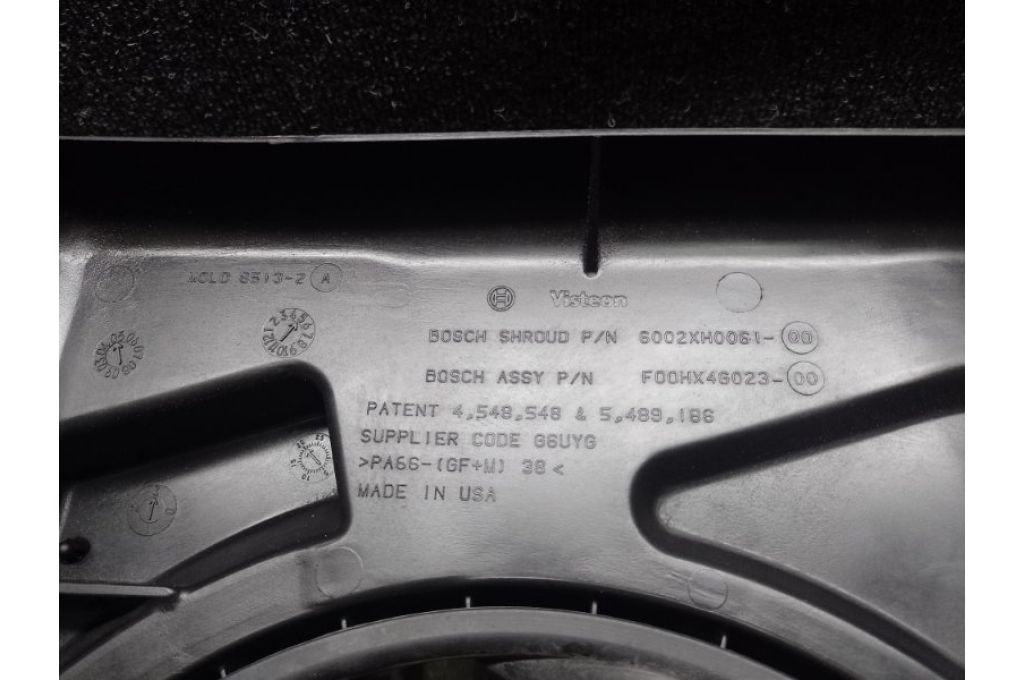 MOLD 8513-2 A
Visteon
BOSCH SHROUD P/N 6002XH0061-00
BOSCH ASSY P/N F00HX4G023-00
PATENT 4,548,548 & 5,489,186
SUPPLIER CODE G6UYG
>PA66-(GF+M) 38<
MADE IN USA